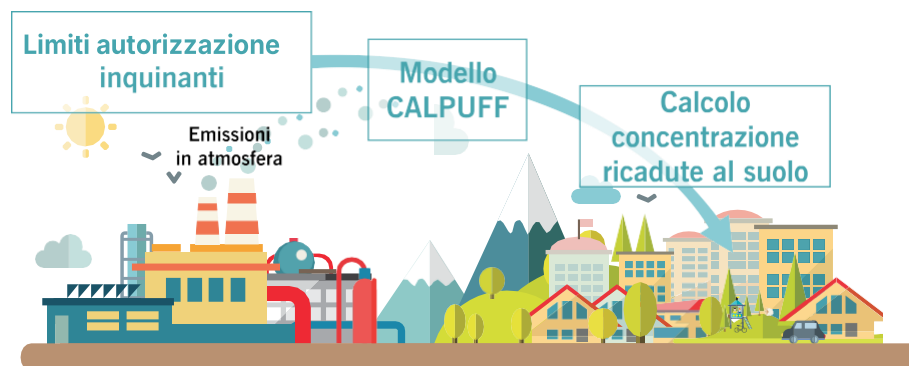 Limiti autorizzazione
inquinanti
Modello
CALPUFF
Calcolo
concentrazione
ricadute al suolo
Emissioni
in atmosfera